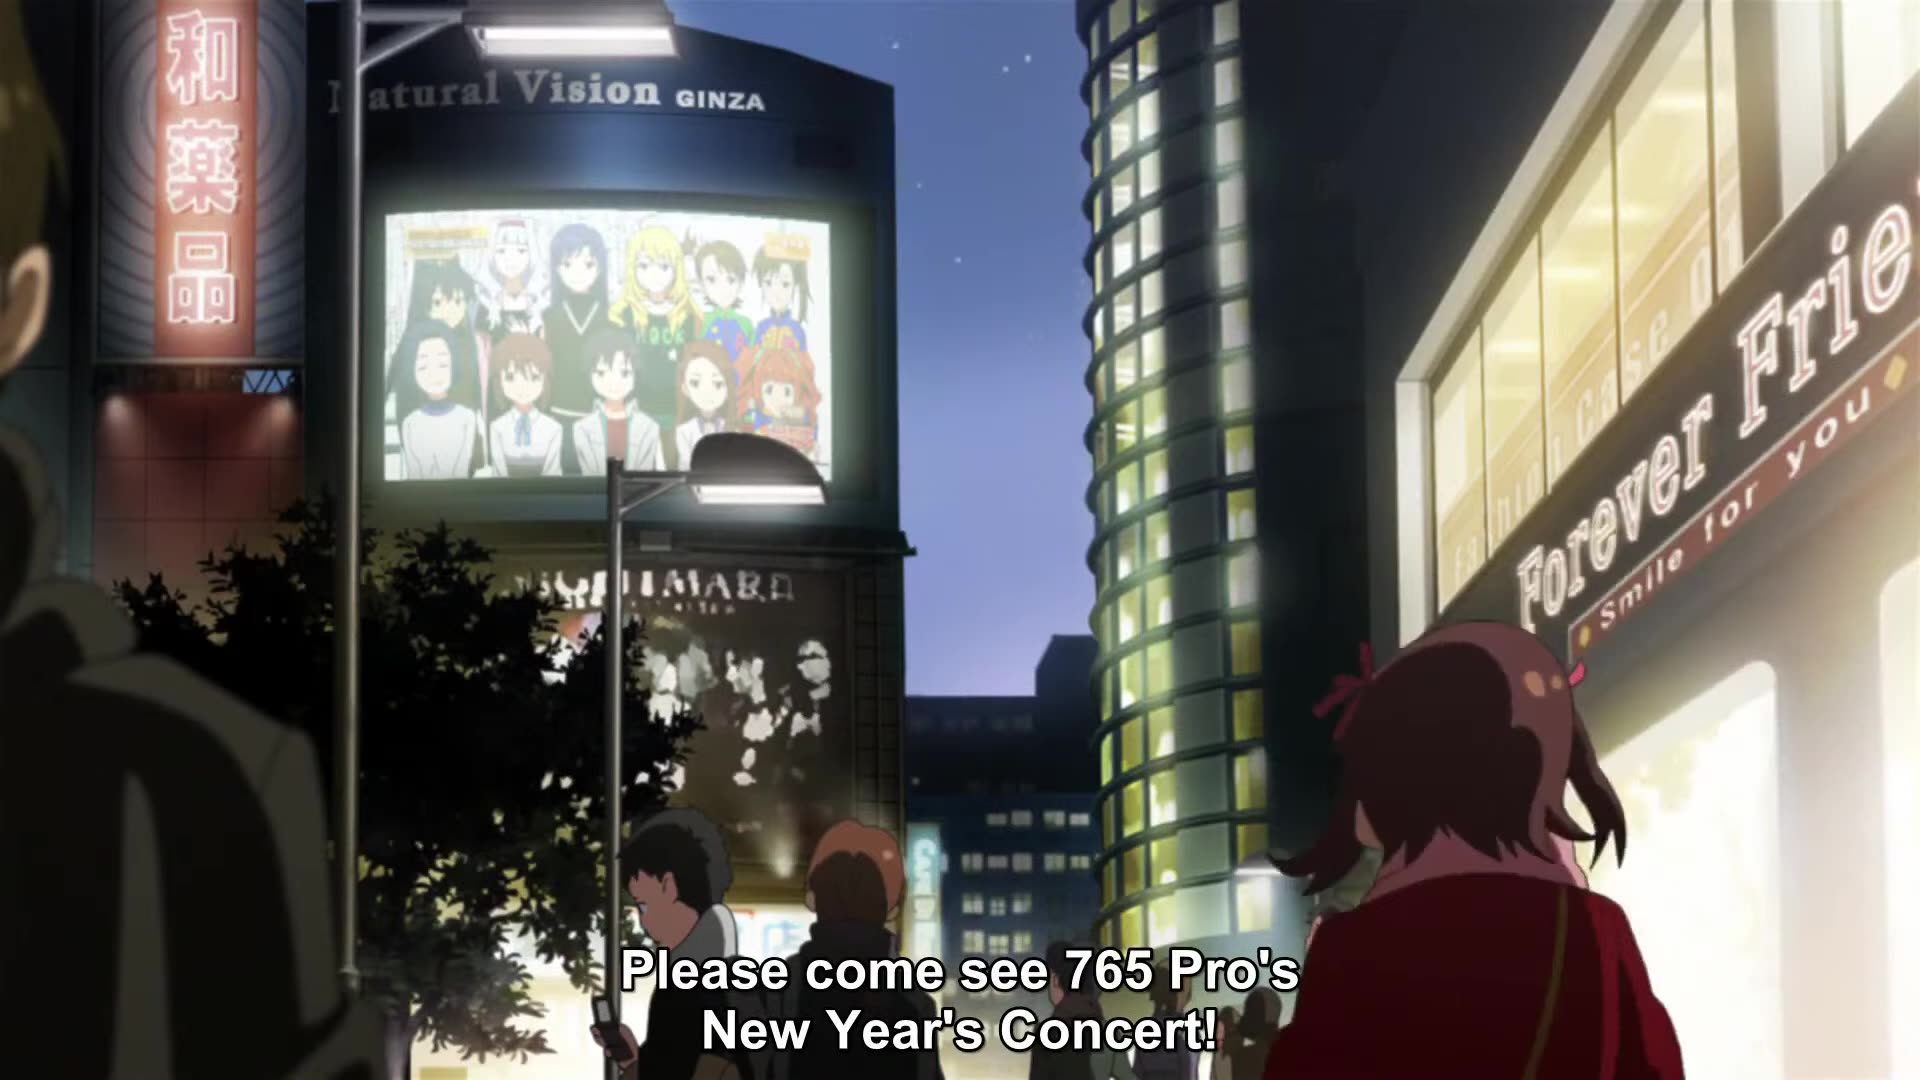 和薬品
Natural Vision GINZA
ROCK
Forever Frie
Smile for you
Please come see 765 Pro's
New Year's Concert!